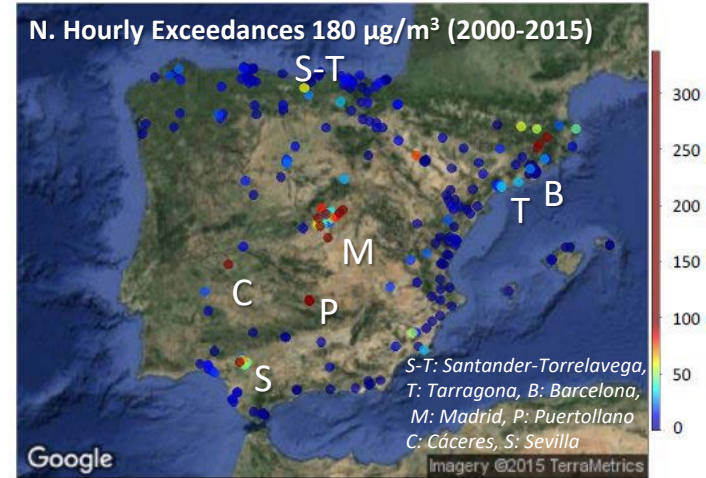 N. Hourly Exceedances 180 µg/m³ (2000-2015)
S-T
300
250
B
T
200
M
150
C
P
100
S
S-T: Santander-Torrelavega,
50
T: Tarragona, B: Barcelona,
M: Madrid, P: Puertollano
0
C: Cáceres, S: Sevilla
Google
Imagery ©2015 TerraMetrics